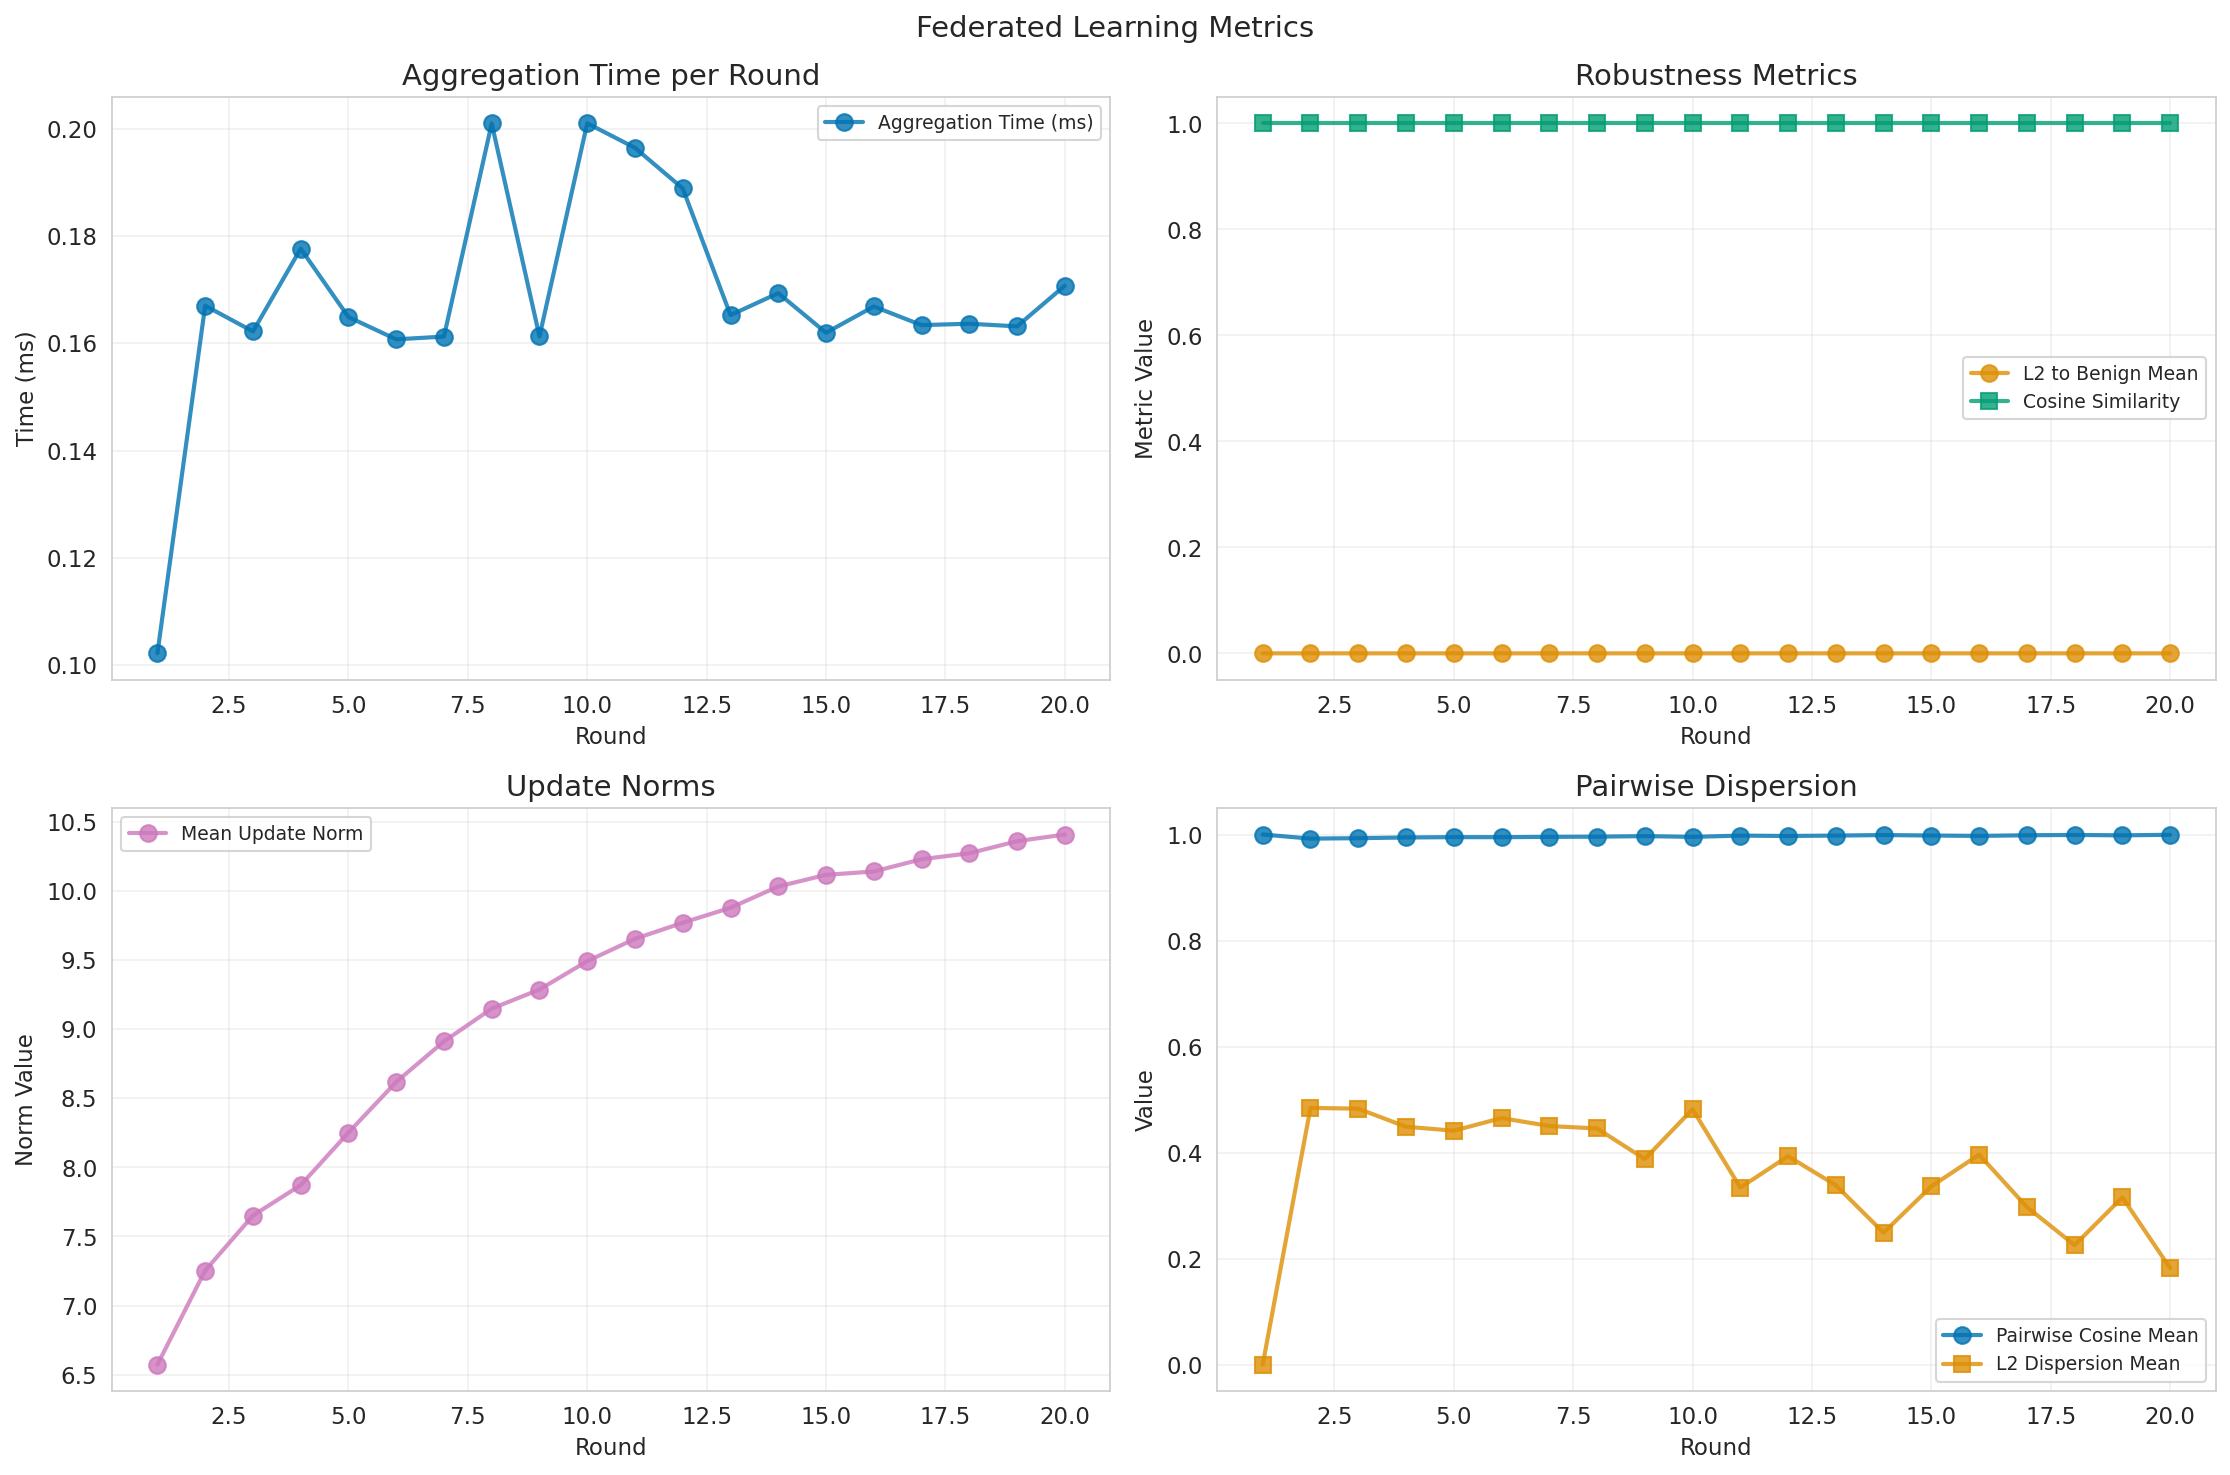 Federated Learning Metrics
Aggregation Time per Round
Aggregation Time (ms)
Time (ms)
0.20
0.18
0.16
0.14
0.12
0.10
2.5 5.0 7.5 10.0 12.5 15.0 17.5 20.0
Round
Robustness Metrics
Metric Value
1.0
0.8
0.6
0.4
0.2
0.0
L2 to Benign Mean
Cosine Similarity
2.5 5.0 7.5 10.0 12.5 15.0 17.5 20.0
Round
Update Norms
Mean Update Norm
Norm Value
10.5
10.0
9.5
9.0
8.5
8.0
7.5
7.0
6.5
2.5 5.0 7.5 10.0 12.5 15.0 17.5 20.0
Round
Pairwise Dispersion
Value
1.0
0.8
0.6
0.4
0.2
0.0
Pairwise Cosine Mean
L2 Dispersion Mean
2.5 5.0 7.5 10.0 12.5 15.0 17.5 20.0
Round